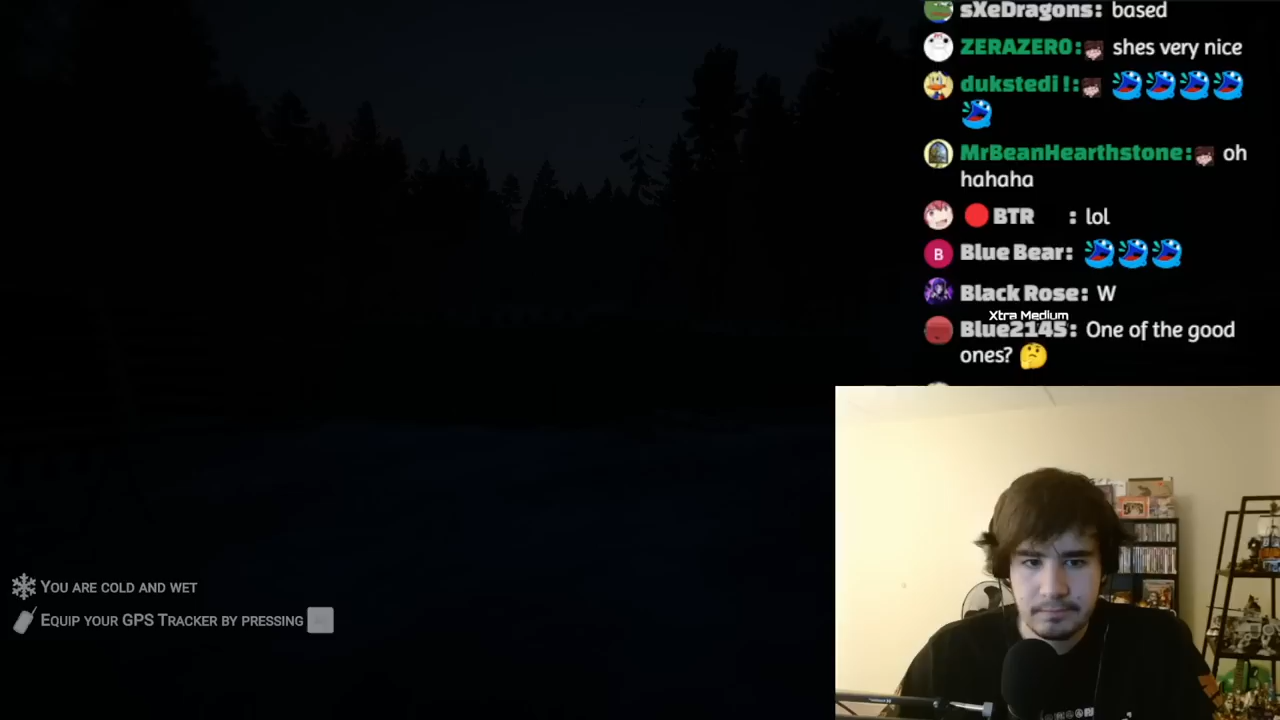 sXeDragons: based
ZERAZERO: shes very nice
dukstedi !:
MrBeanHearthstone: oh
hahaha
BTR : lol
B Blue Bear:
Black Rose: W
Xtra Medium
Blue2145: One of the good
ones? 🤔
YOU ARE COLD AND WET
EQUIP YOUR GPS TRACKER BY PRESSING